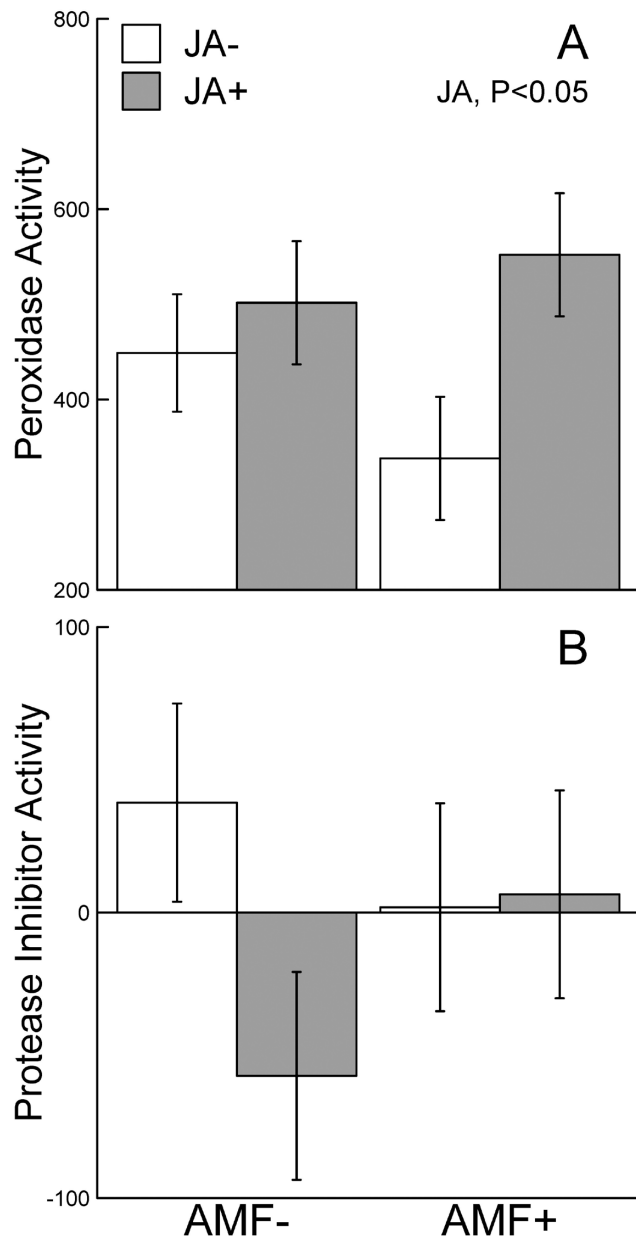 800
JA-
A
JA+
JA, P<0.05
Peroxidase Activity
600
400
200
100
B
Protease Inhibitor Activity
0
-100
AMF- AMF+